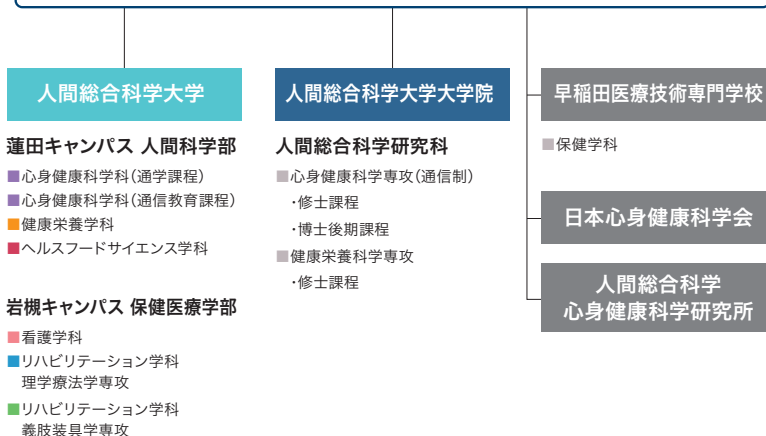 人間総合科学大学
蓮田キャンパス 人間科学部
■心身健康科学科(通学課程)
■心身健康科学科(通信教育課程)
■健康栄養学科
■ヘルスフードサイエンス学科
岩槻キャンパス 保健医療学部
■看護学科
■リハビリテーション学科
理学療法学専攻
■リハビリテーション学科
義肢装具学専攻
人間総合科学大学大学院
人間総合科学研究科
■心身健康科学専攻(通信制)
・修士課程
・博士後期課程
■健康栄養科学専攻
・修士課程
早稲田医療技術専門学校
■保健学科
日本心身健康科学会
人間総合科学
心身健康科学研究所